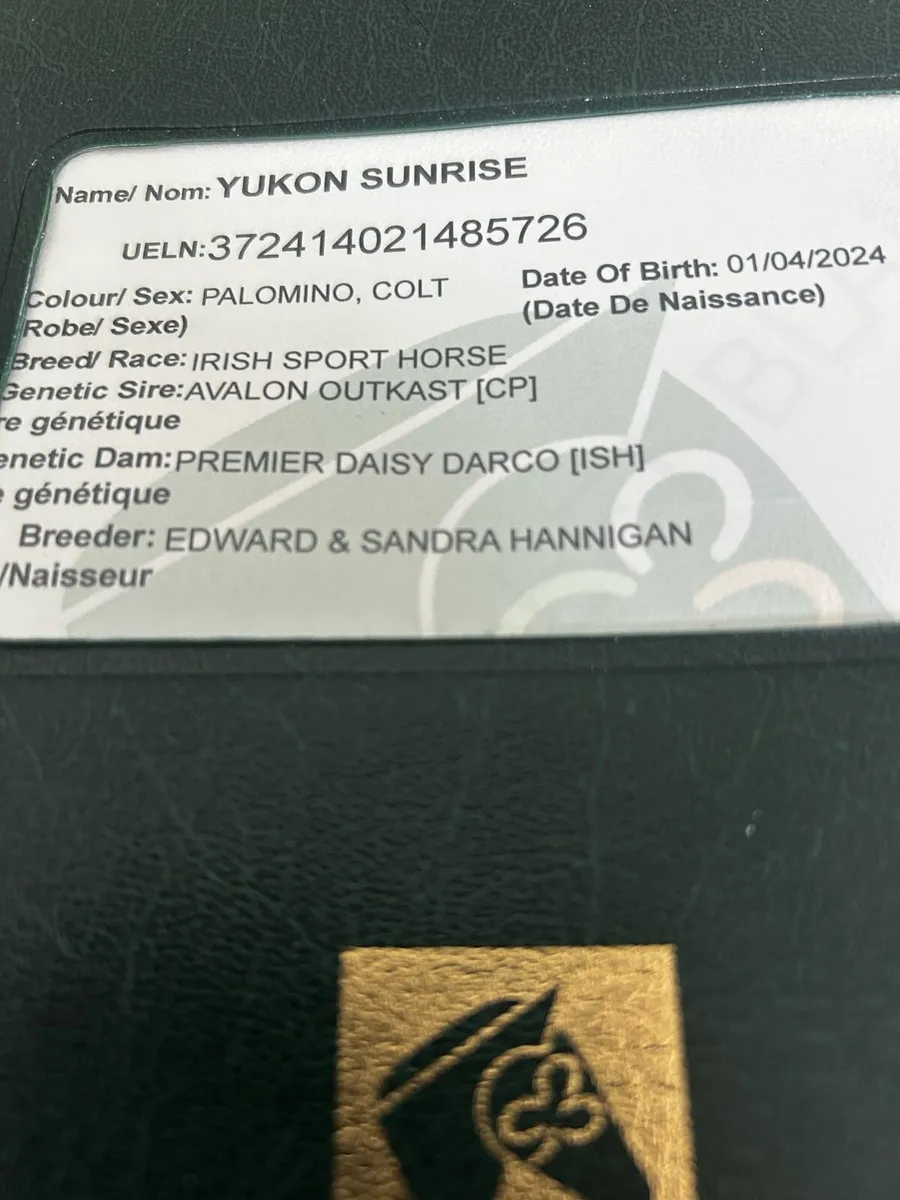 Name/ Nom: YUKON SUNRISE
UELN:372414021485726
Colour/ Sex: PALOMINO, COLT Date Of Birth: 01/04/2024
Robe/ Sexe) (Date De Naissance)
Breed/ Race: IRISH SPORT HORSE
Genetic Sire:AVALON OUTKAST [CP]
re génétique
enetic Dam:PREMIER DAISY DARCO [ISH]
génétique
Breeder: EDWARD & SANDRA HANNIGAN
/Naisseur